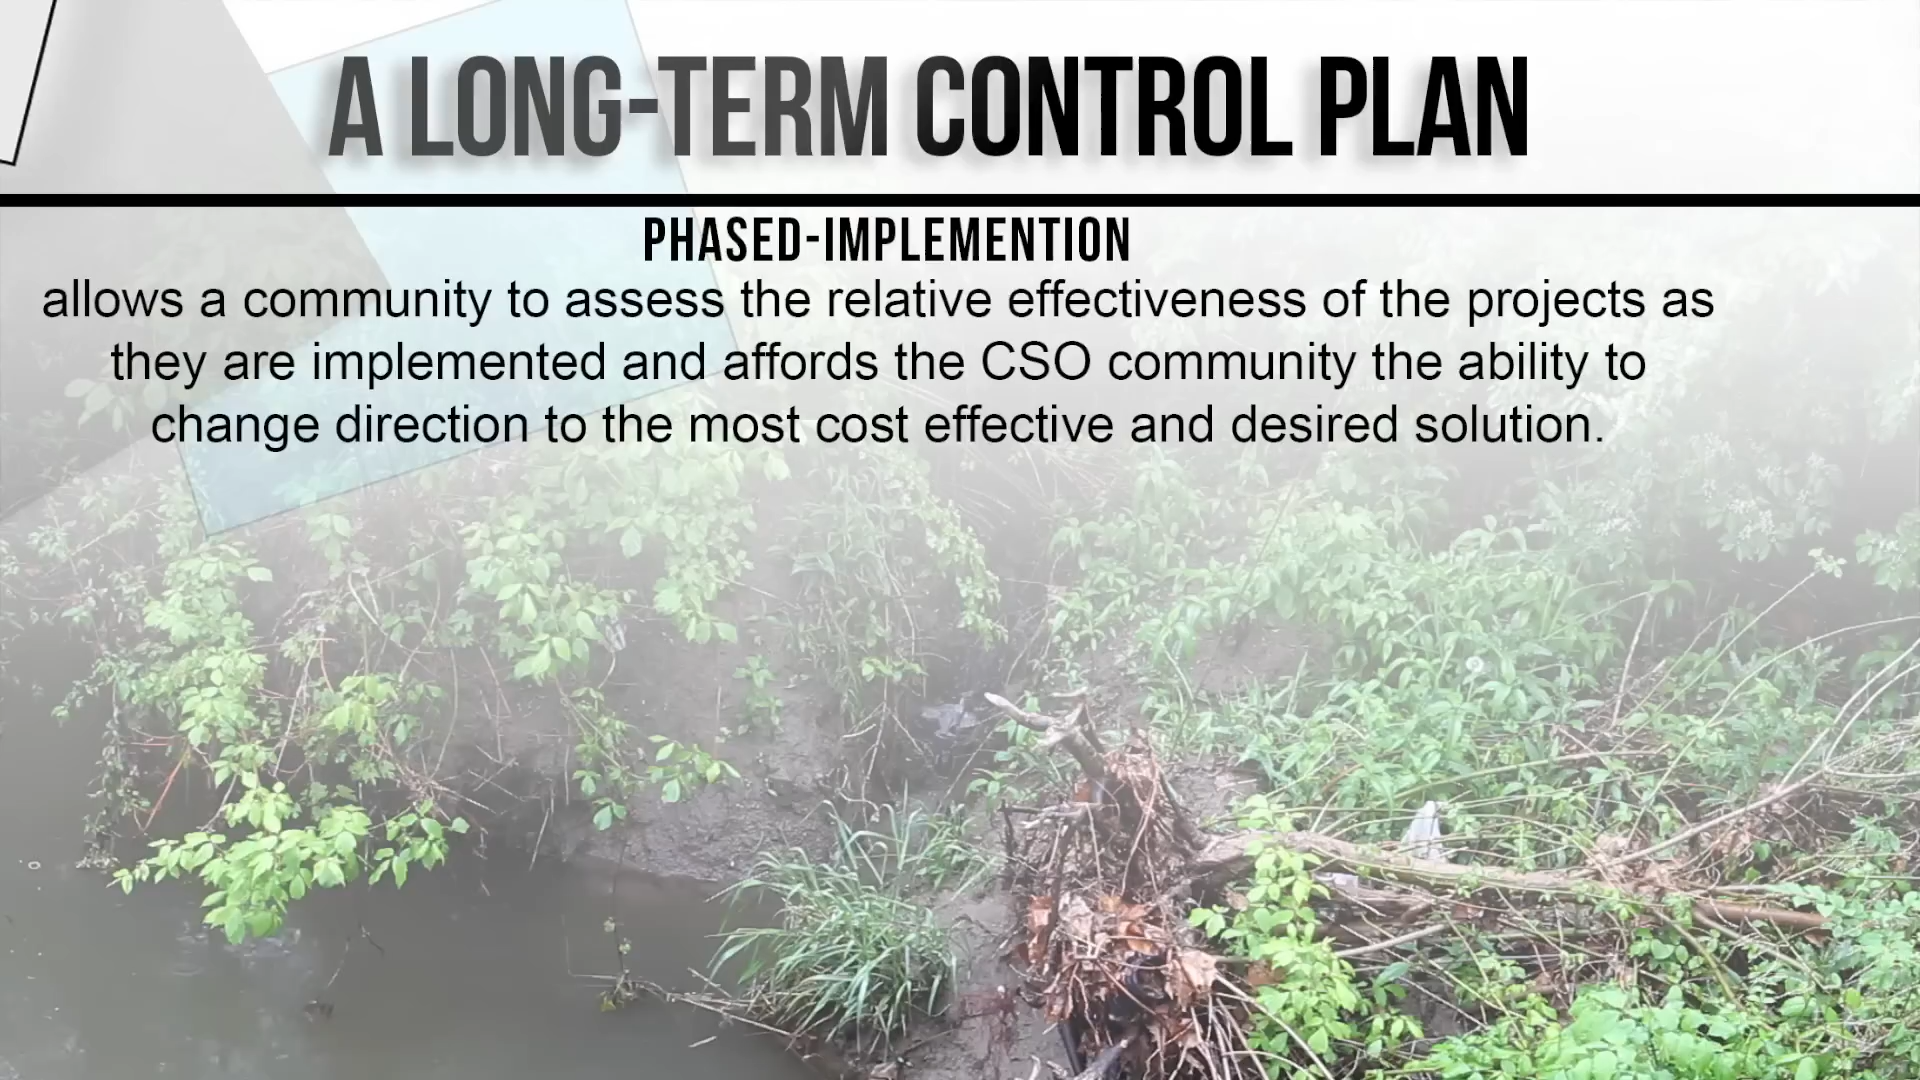 A LONG-TERM CONTROL PLAN
PHASED-IMPLEMENTION
allows a community to assess the relative effectiveness of the projects as
they are implemented and affords the CSO community the ability to
change direction to the most cost effective and desired solution.